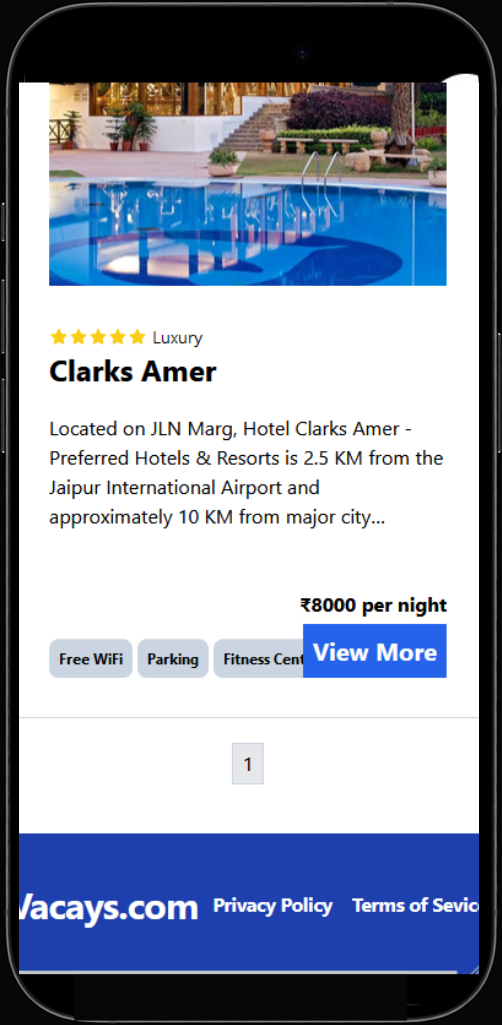 Luxury
Clarks Amer
Located on JLN Marg, Hotel Clarks Amer -
Preferred Hotels & Resorts is 2.5 KM from the
Jaipur International Airport and
approximately 10 KM from major city...
₹8000 per night
Free WiFi Parking Fitness Cent View More
1
Vacays.com Privacy Policy Terms of Sevic